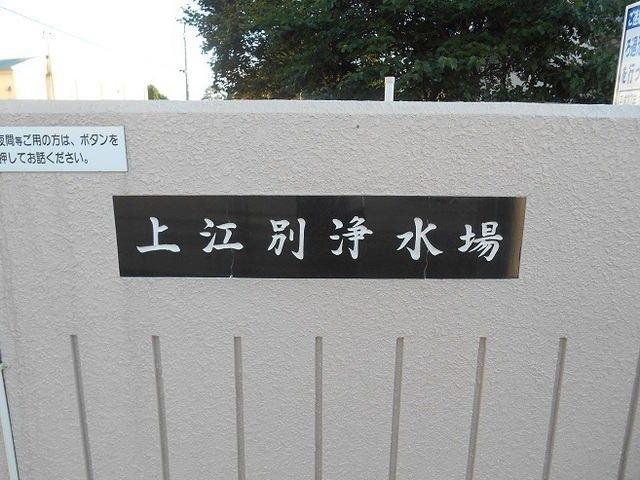 夜間等ご用の方は、ボタンを
押してお話ください。
上江別浄水場